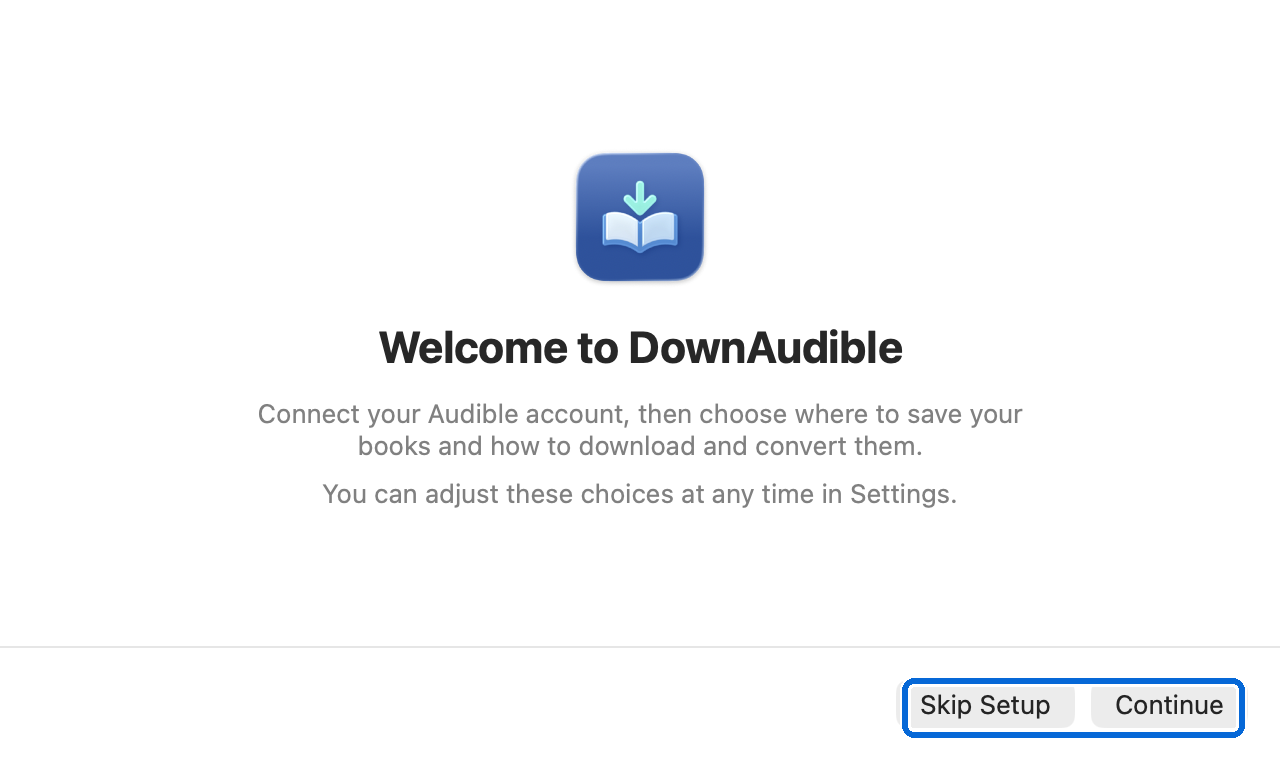 Welcome to DownAudible
Connect your Audible account, then choose where to save your
books and how to download and convert them.
You can adjust these choices at any time in Settings.
Skip Setup
Continue